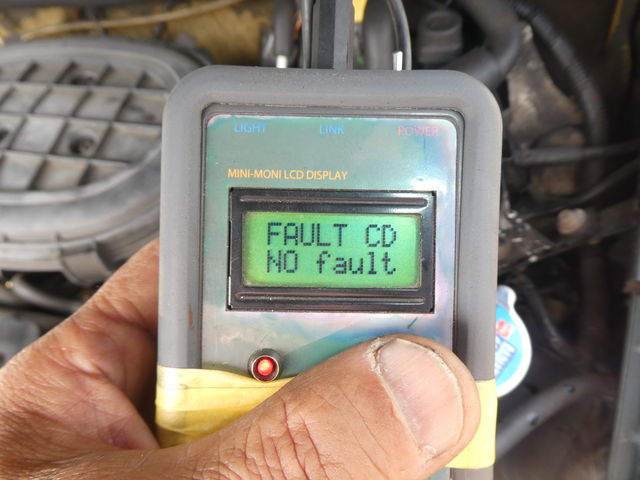 LIGHT LINK POWER
MINI-MONI LCD DISPLAY
FAULT CD
NO fault